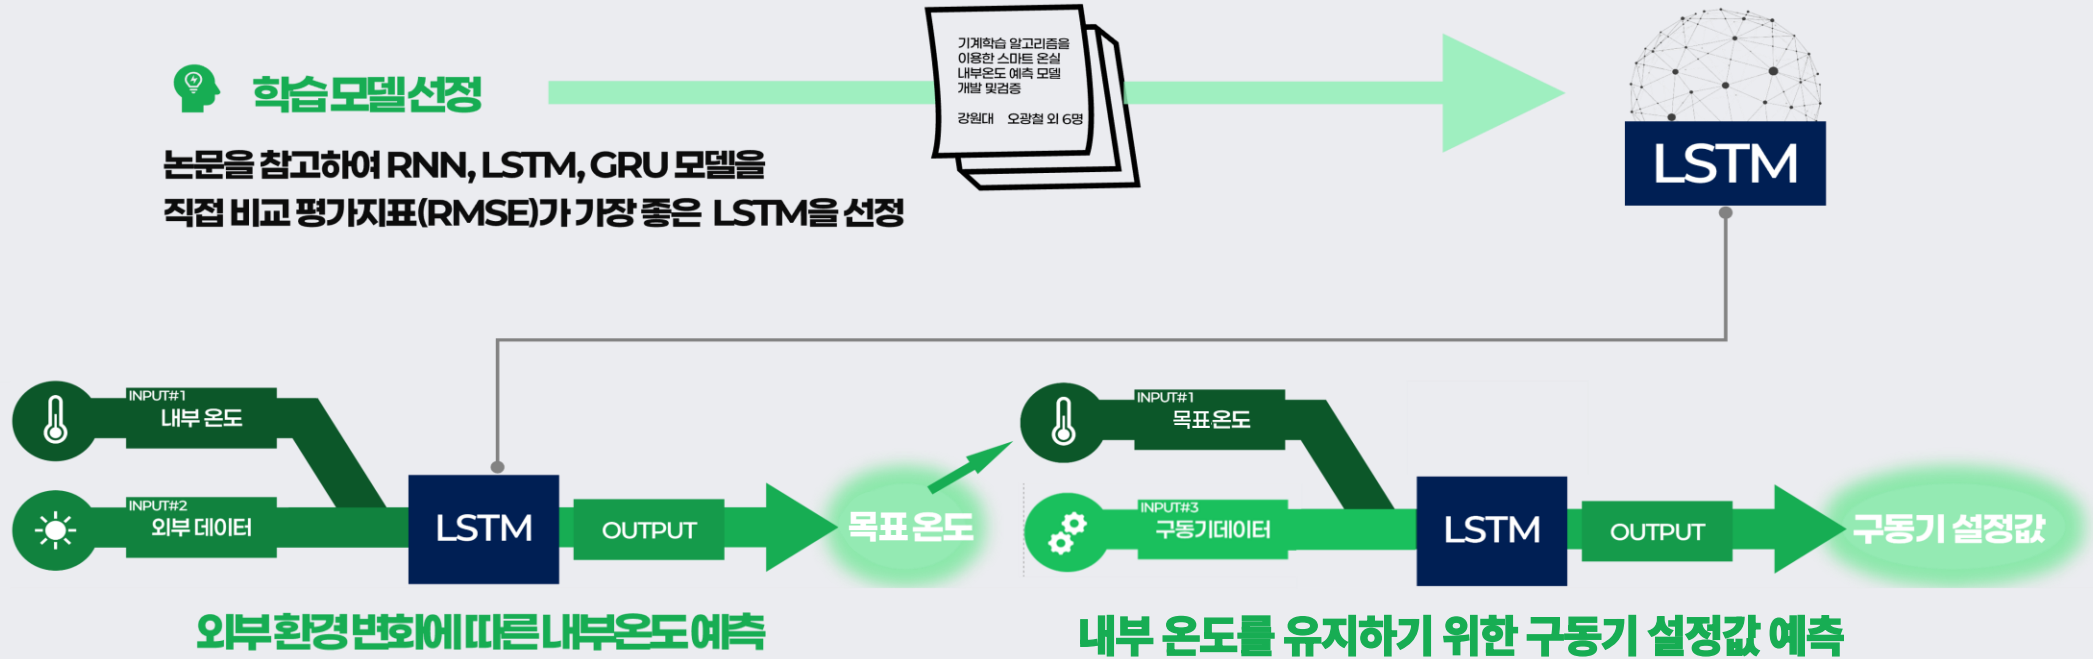 학습 모델 선정
논문을 참고하여 RNN, LSTM, GRU 모델을
직접 비교 평가지표(RMSE)가 가장 좋은 LSTM을 선정
기계학습 알고리즘을
이용한 스마트 온실
내부온도 예측 모델
개발 및검증
강원대 오광철 외 6명
LSTM
INPUT#1
내부 온도
INPUT#2
외부 데이터
LSTM
OUTPUT
목표 온도
외부 환경 변화에 따른 내부온도 예측
INPUT#1
목표온도
INPUT#3
구동기데이터
LSTM
OUTPUT
구동기 설정값
내부 온도를 유지하기 위한 구동기 설정값 예측